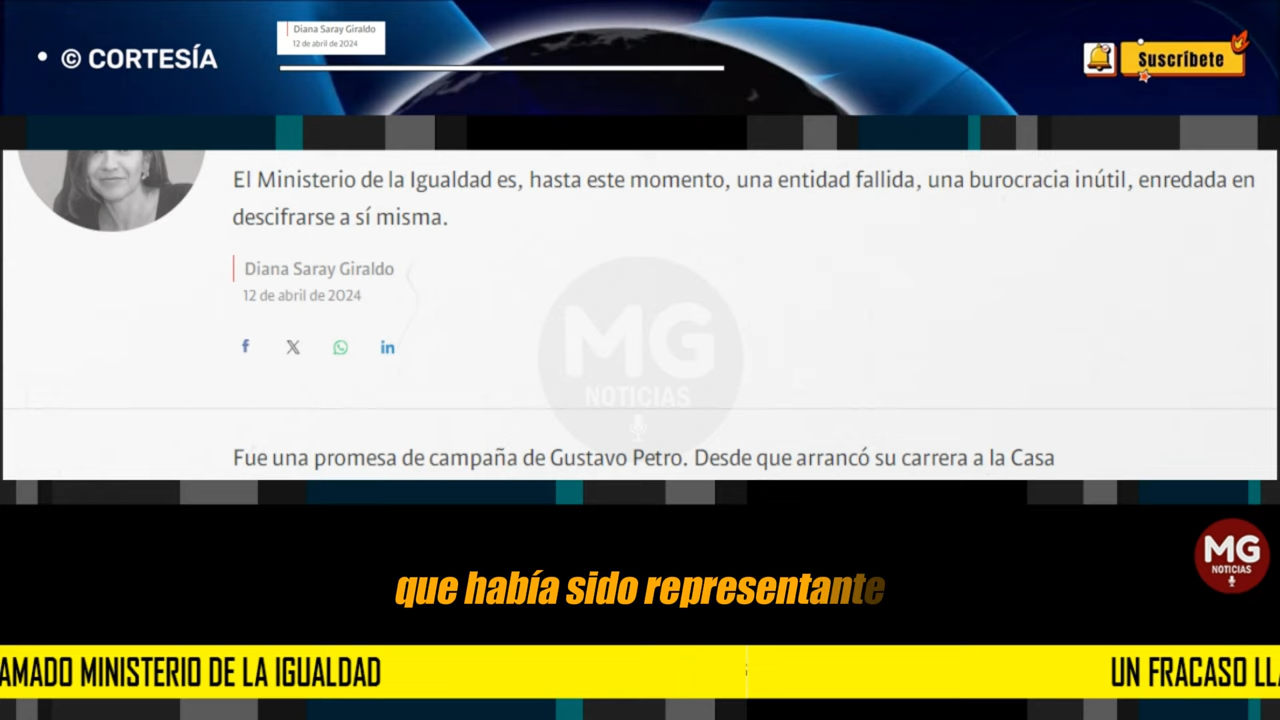 © CORTESÍA
Diana Saray Giraldo
12 de abril de 2024
Suscríbete
El Ministerio de la Igualdad es, hasta este momento, una entidad fallida, una burocracia inútil, enredada en
descifrarse a sí misma.
Diana Saray Giraldo
12 de abril de 2024
MG
NOTICIAS
Fue una promesa de campaña de Gustavo Petro. Desde que arrancó su carrera a la Casa
MG
NOTICIAS
que había sido representante
AMADO MINISTERIO DE LA IGUALDAD
UN FRACASO LLA